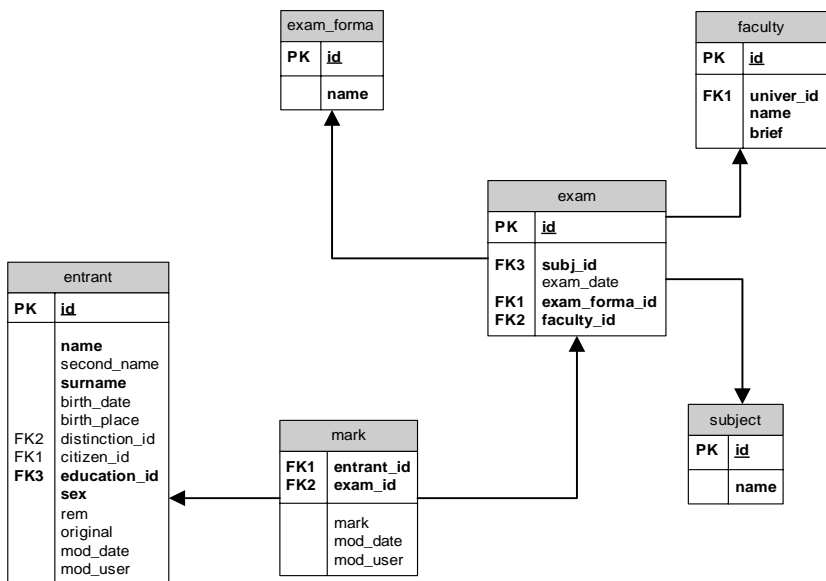 exam_forma
PK id
name
faculty
PK id
FK1 univer_id
name
brief
exam
PK id
FK3 subj_id
exam_date
FK1 exam_forma_id
FK2 faculty_id
entrant
PK id
name
second_name
surname
birth_date
birth_place
FK2 distinction_id
FK1 citizen_id
FK3 education_id
sex
rem
original
mod_date
mod_user
mark
FK1 entrant_id
FK2 exam_id
mark
mod_date
mod_user
subject
PK id
name